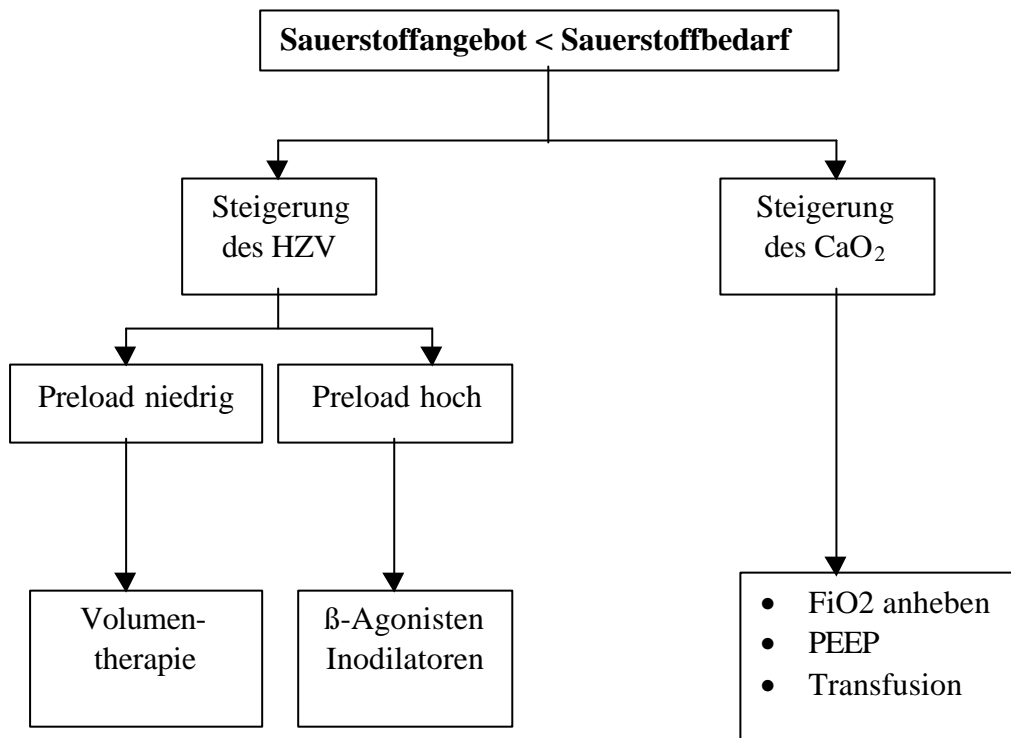 Sauerstoffangebot < Sauerstoffbedarf
Steigerung
des HZV
Steigerung
des CaO₂
Preload niedrig
Preload hoch
Volumen-
therapie
ß-Agonisten
Inodilatoren
• FiO2 anheben
• PEEP
• Transfusion